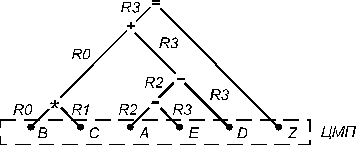 R3 =
+
R0 R3
R2 -
R0 * R1 R2 - R3 R3
B C A E D Z ЦМП